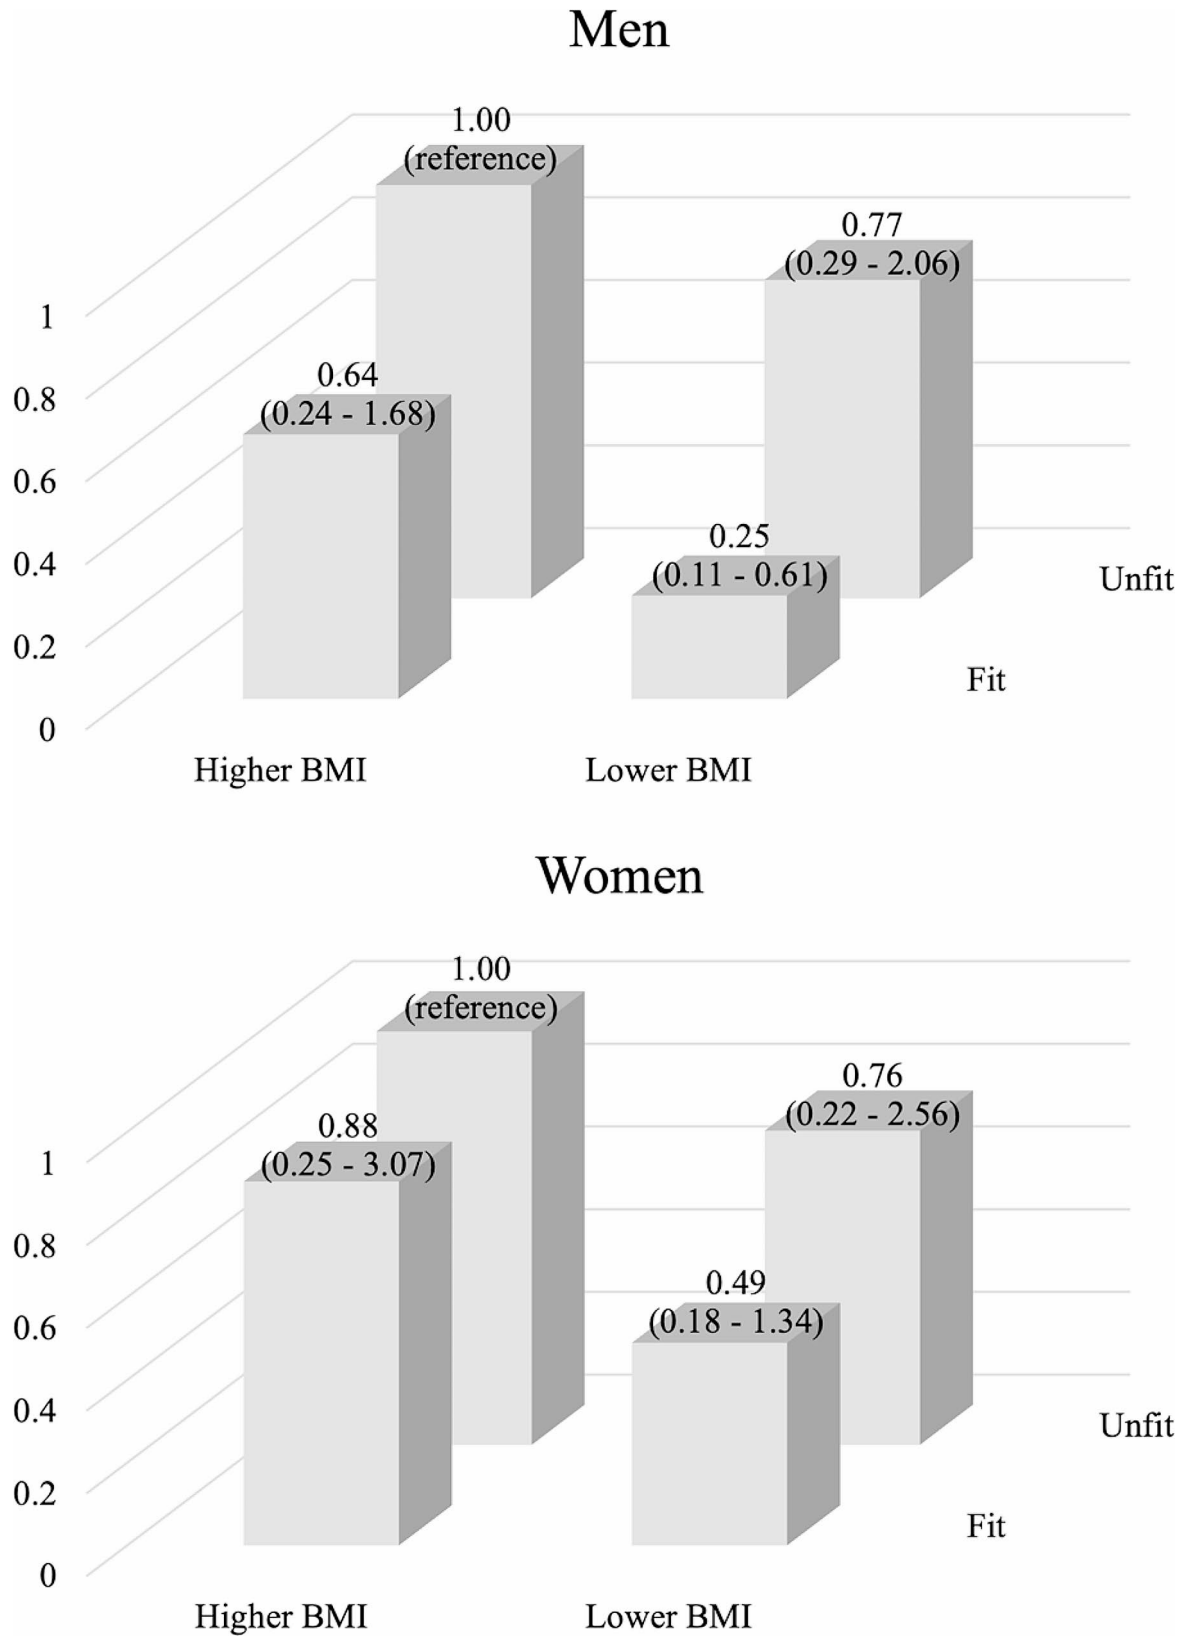 Men
1.00
(reference)
0.77
(0.29 - 2.06)
1
0.64
0.8
(0.24 - 1.68)
0.6
0.25
0.4
(0.11 - 0.61)
Unfit
0.2
Fit
0
Higher BMI
Lower BMI
Women
1.00
(reference)
0.76
(0.22 - 2.56)
0.88
1
(0.25 - 3.07)
0.8
0.49
0.6
(0.18 - 1.34)
0.4
Unfit
0.2
Fit
0
Higher BMI
Lower BMI